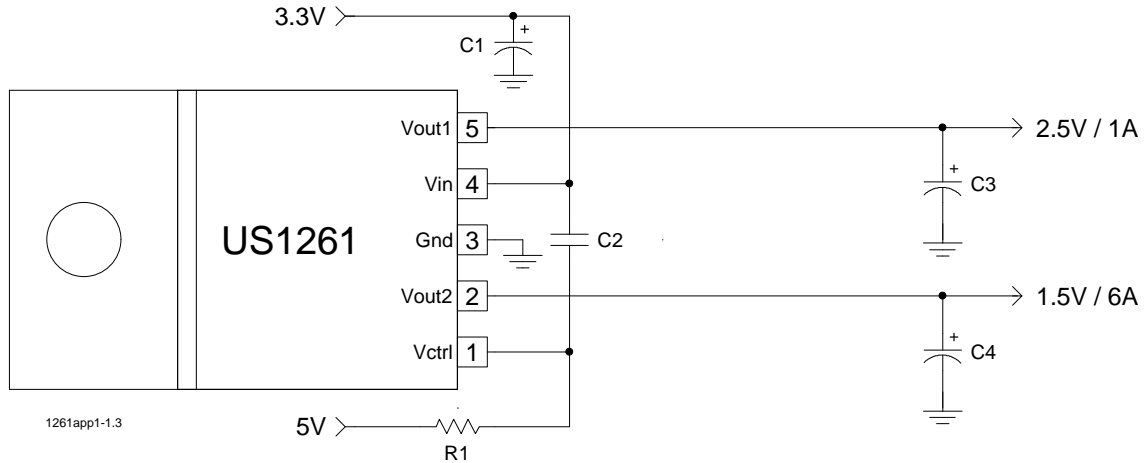 3.3V
C1
+
Vout1 5
2.5V / 1A
+
C3
Vin 4
US1261
Gnd 3
C2
Vout2 2
1.5V / 6A
+
C4
Vctrl 1
1261app1-1.3
5V
R1